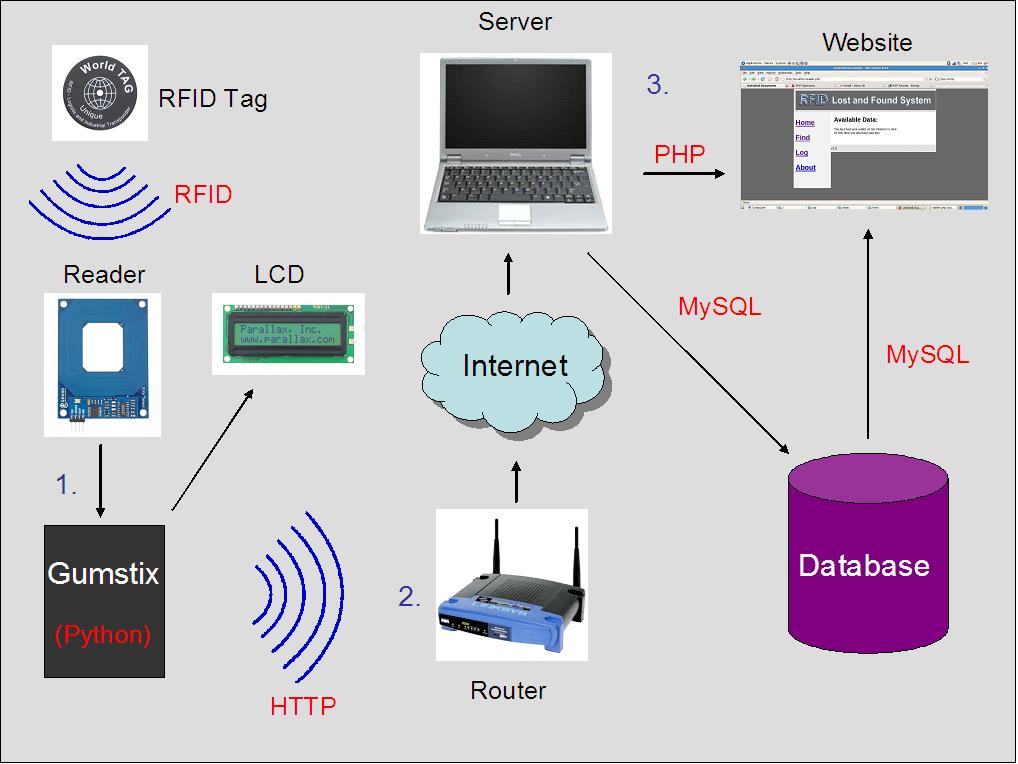 Server
Website
World TAG
Unique
RFID Tag
3.
RFID Lost and Found System
Available Data:
Home
Find
Log
About
PHP
RFID
DELL
Reader
LCD
Parallax, Inc.
www.parallax.com
MySQL
Internet
MySQL
1.
Gumstix
(Python)
2.
LINKSYS
Database
Router
HTTP